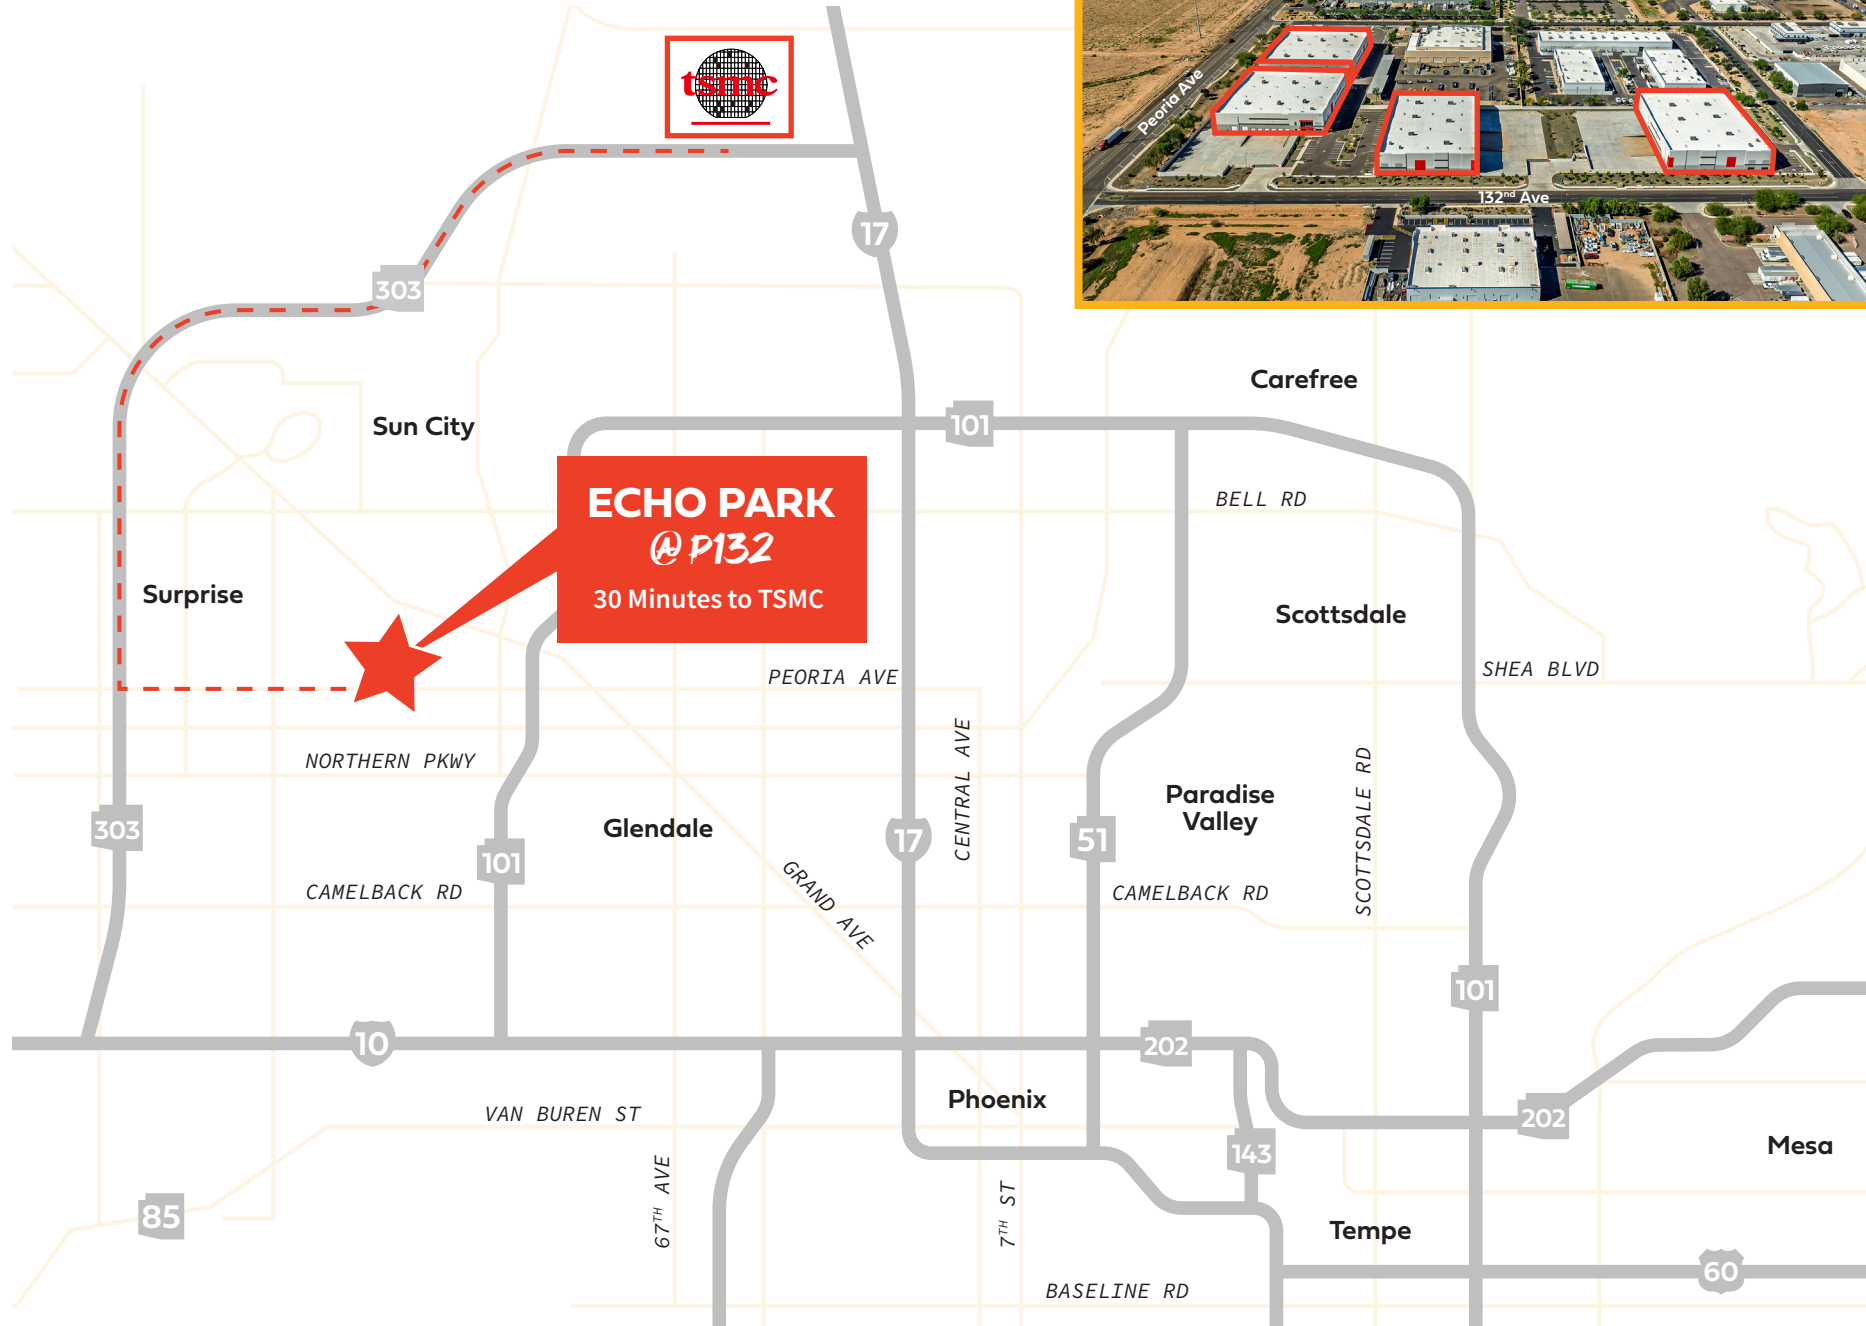 tsmc
Peoria Ave
132nd Ave
17
303
Carefree
Sun City
101
ECHO PARK
@ P132
30 Minutes to TSMC
BELL RD
Surprise
Scottsdale
PEORIA AVE
SHEA BLVD
NORTHERN PKWY
CENTRAL AVE
SCOTTSDALE RD
Paradise
Valley
303
Glendale
17
51
101
GRAND AVE
CAMELBACK RD
CAMELBACK RD
101
10
202
Phoenix
VAN BUREN ST
202
143
Mesa
67TH AVE
7TH ST
85
Tempe
60
BASELINE RD